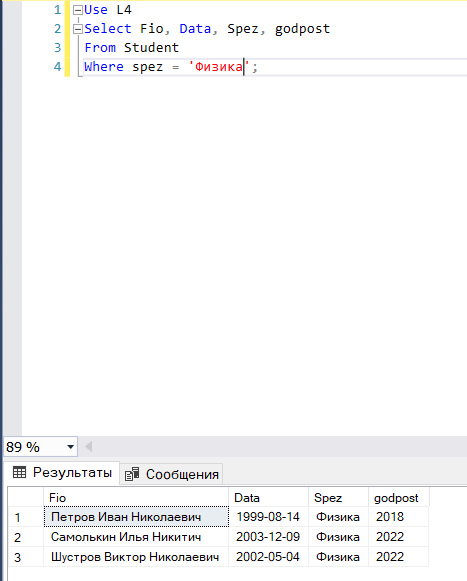 1 Use L4
2 Select Fio, Data, Spez, godpost
3 From Student
4 Where spez = 'Физика';
89 %
Результаты Сообщения
Fio Data Spez godpost
1 Петров Иван Николаевич 1999-08-14 Физика 2018
2 Самолькин Илья Никитич 2003-12-09 Физика 2022
3 Шустров Виктор Николаевич 2002-05-04 Физика 2022